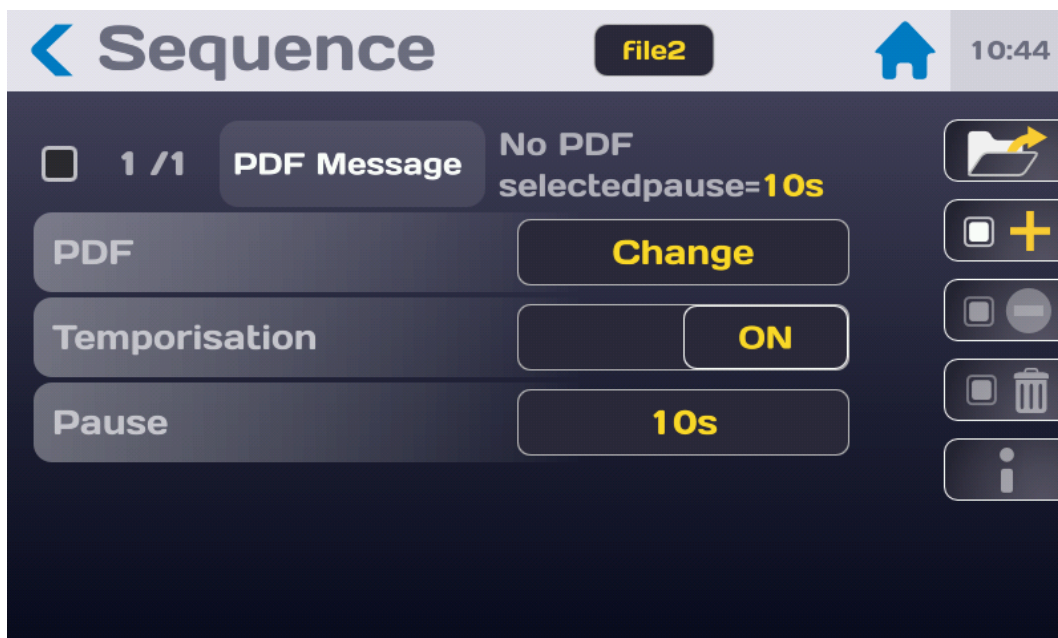 Sequence
file2
10:44
1 /1
PDF Message
No PDF
selectedpause=10s
PDF
Change
Temporisation
ON
Pause
10s